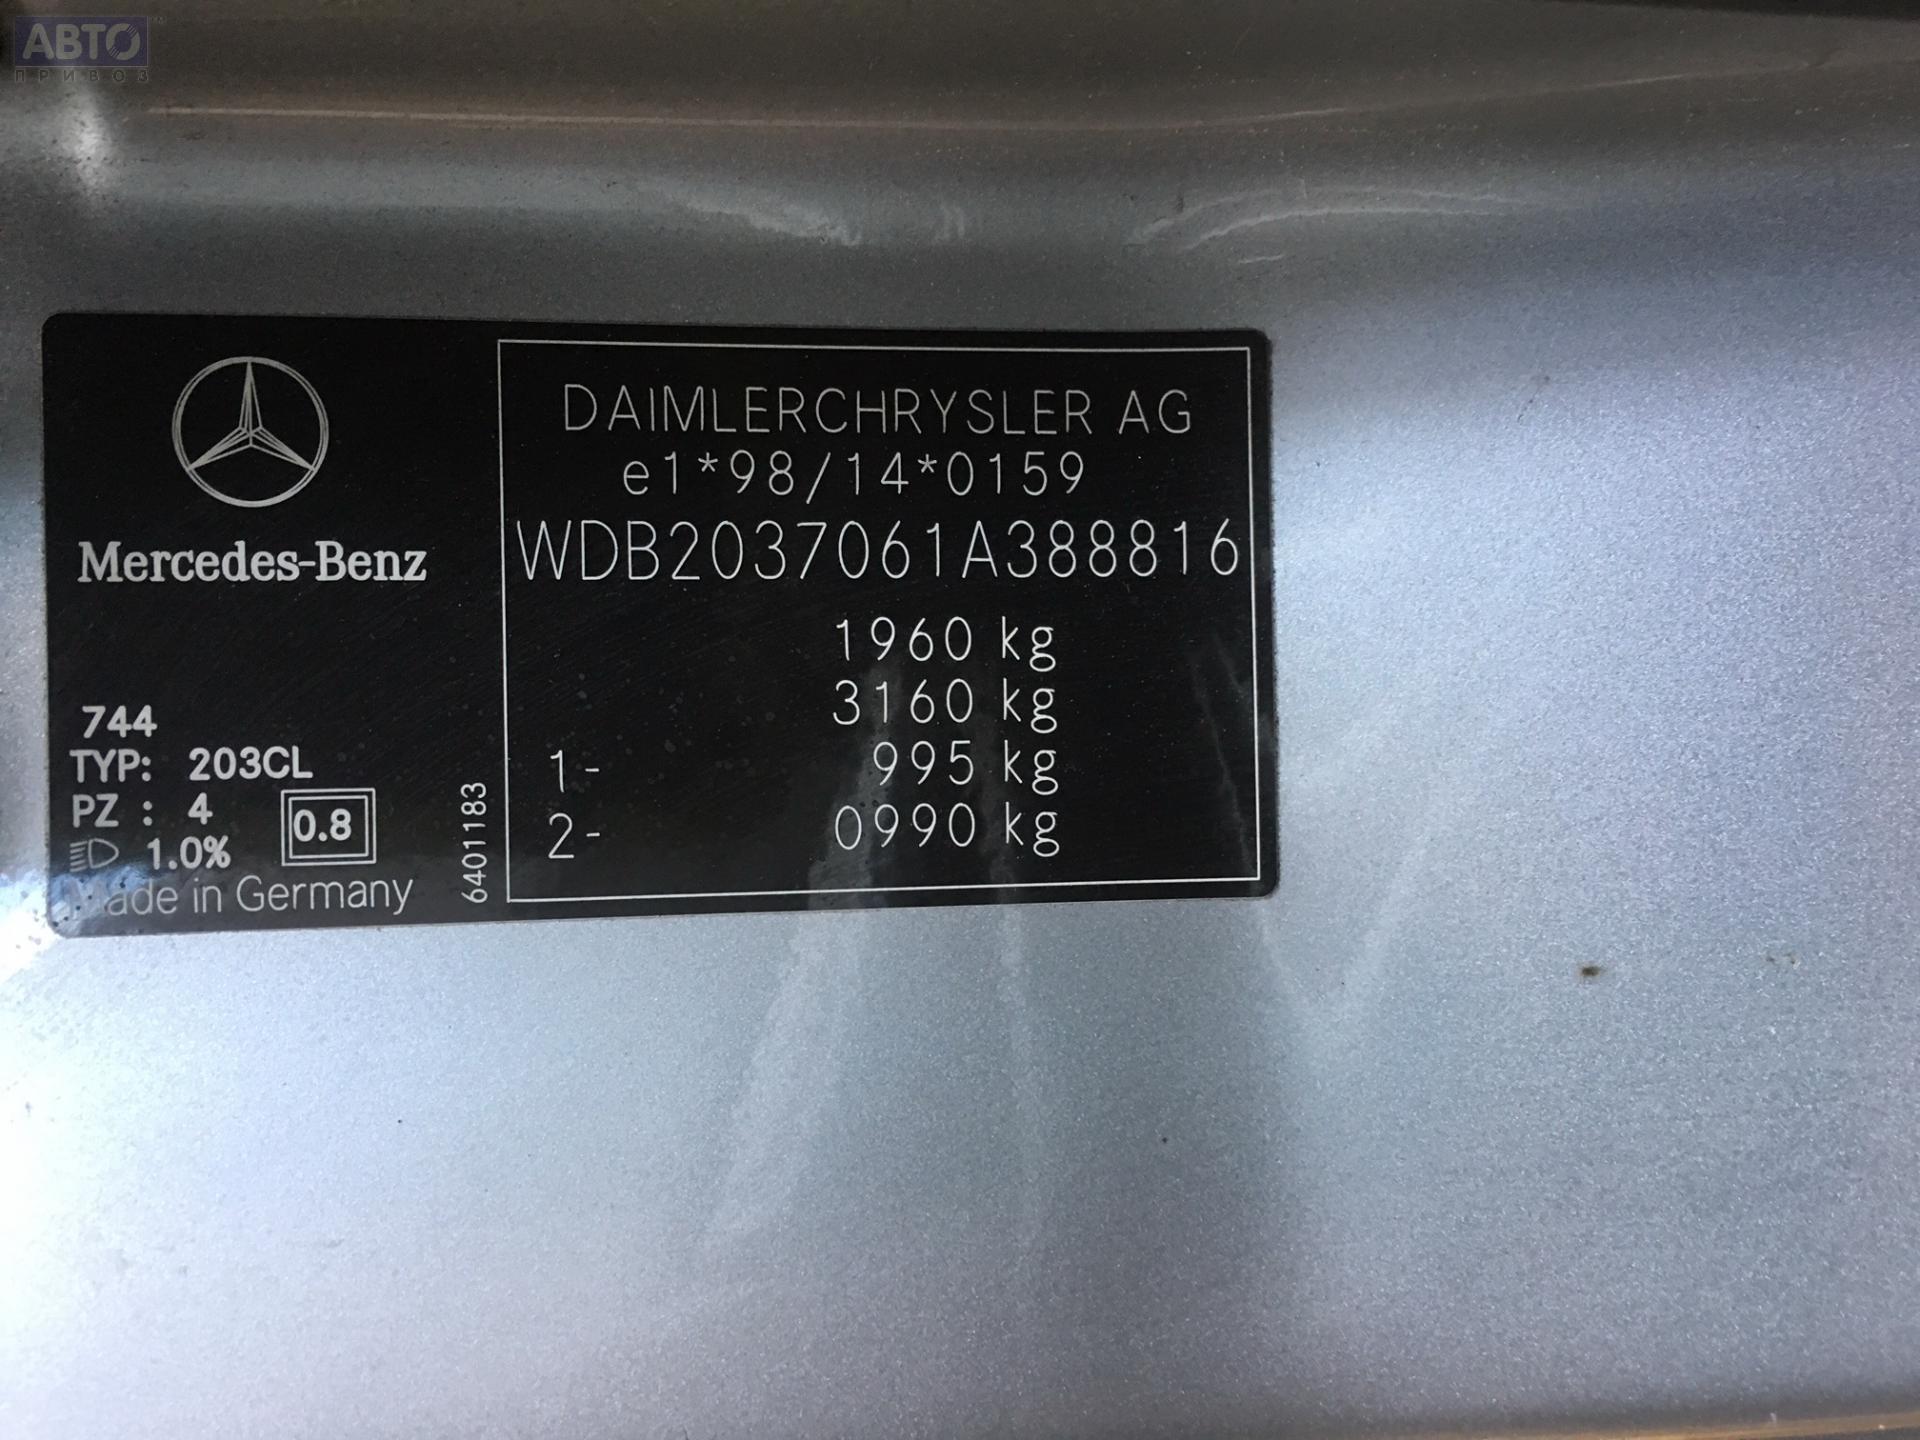 АВТО
ПРИВОЗ
Mercedes-Benz
744
TYP: 203CL
PZ : 4
1.0%
0.8
Made in Germany
6401183
DAIMLERCHRYSLER AG
e1*98/14*0159
WDB2037061A388816
1960 kg
3160 kg
1- 995 kg
2- 0990 kg